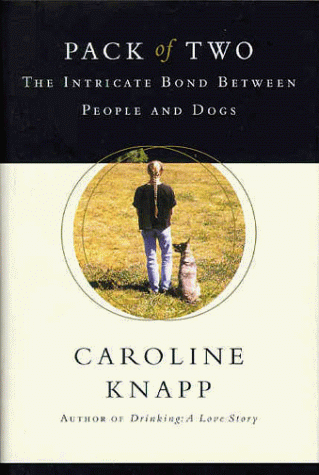 PACK of TWO
THE INTRICATE BOND BETWEEN
PEOPLE AND DOGS
CAROLINE
KNAPP
AUTHOR OF Drinking: A Love Story